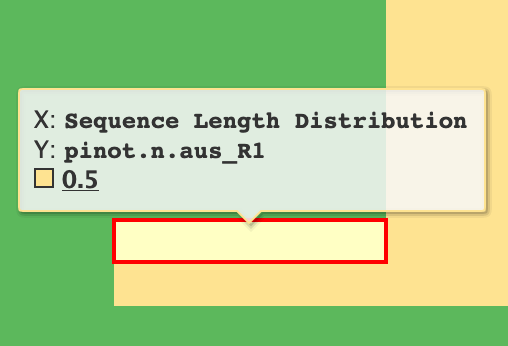 X: Sequence Length Distribution
Y: pinot.n.aus_R1
0.5